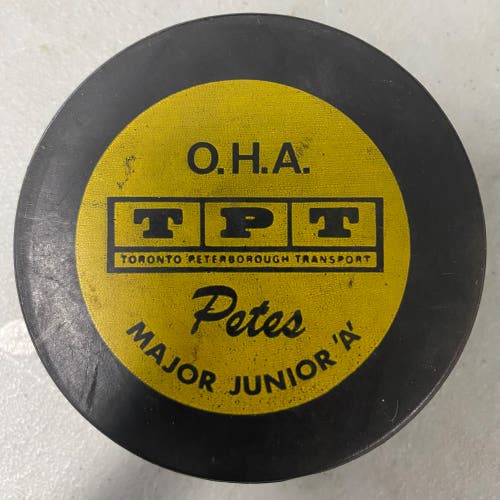 O.H.A.
TPT
TORONTO PETERBOROUGH TRANSPORT
Petes
MAJOR JUNIOR 'A'